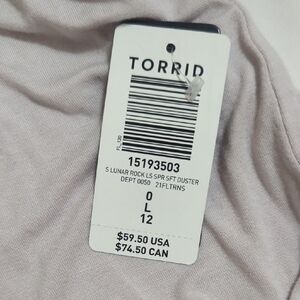 TORRID
FL_120
15193503
S LUNAR ROCK LS SPR SFT DUSTER
DEPT 0050 21FLTRNS
0
L
12
$59.50 USA
$74.50 CAN